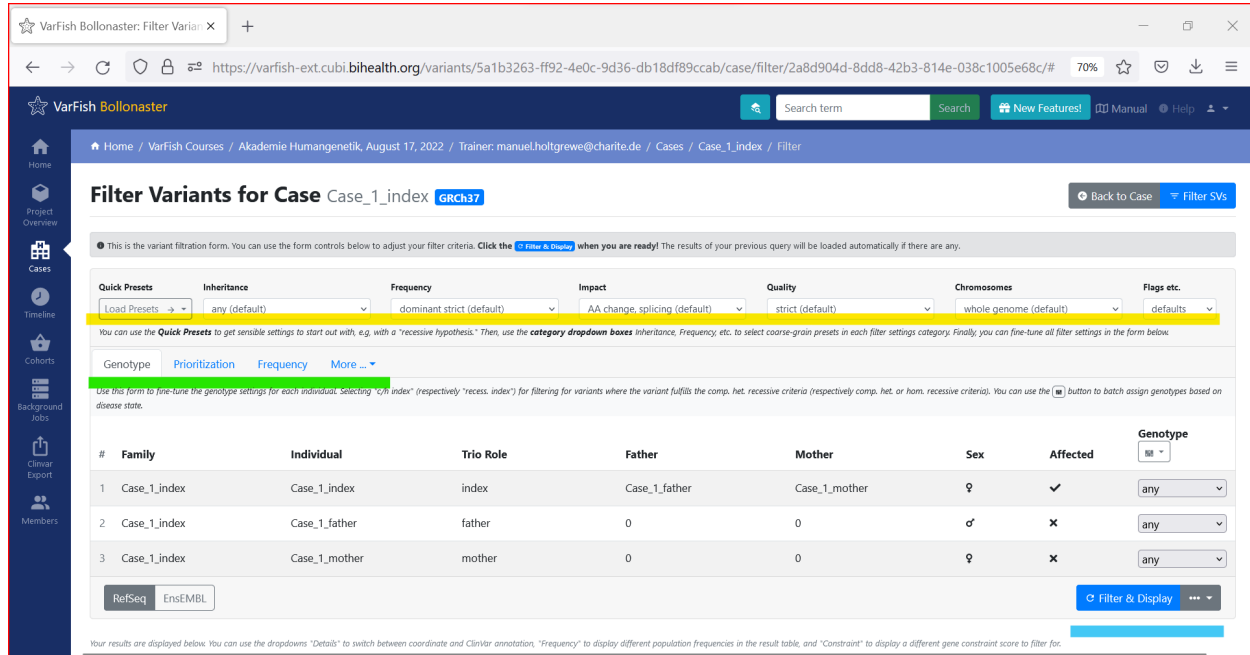 VarFish Bollonaster: Filter Varian
https://varfish-ext.cubi.bihealth.org/variants/5a1b3263-ff92-4e0c-9d36-db18df89ccab/case/filter/2a8d904d-8dd8-42b3-814e-038c1005e68c/# 70%
VarFish Bollonaster Search term Search New Features! Manual Help
Home
Project Overview
Cases
Timeline
Cohorts
Background Jobs
Clinvar Export
Members
Home / VarFish Courses / Akademie Humangenetik, August 17, 2022 / Trainer: manuel.holtgrewe@charite.de / Cases / Case_1_index / Filter
Filter Variants for Case Case_1_index GRCh37 Back to Case Filter SVs
This is the variant filtration form. You can use the form controls below to adjust your filter criteria. Click the Filter & Display when you are ready! The results of your previous query will be loaded automatically if there are any.
Quick Presets Inheritance Frequency Impact Quality Chromosomes Flags etc.
Load Presets → any (default) dominant strict (default) AA change, splicing (default) strict (default) whole genome (default) defaults
You can use the Quick Presets to get sensible settings to start out with, e.g, with a "recessive hypothesis." Then, use the category dropdown boxes Inheritance, Frequency, etc. to select coarse-grain presets in each filter settings category. Finally, you can fine-tune all filter settings in the form below.
Genotype Prioritization Frequency More ...
Use this form to fine-tune the genotype settings for each individual. Selecting "c/h index" (respectively "recess. index") for filtering for variants where the variant fulfills the comp. het. recessive criteria (respectively comp. het. or hom. recessive criteria). You can use the button to batch assign genotypes based on
disease state.
# Family Individual Trio Role Father Mother Sex Affected Genotype
1 Case_1_index Case_1_index index Case_1_father Case_1_mother ♀ ✓ any
2 Case_1_index Case_1_father father 0 0 ♂ × any
3 Case_1_index Case_1_mother mother 0 0 ♀ × any
RefSeq EnsEMBL Filter & Display •••
Your results are displayed below. You can use the dropdowns "Details" to switch between coordinate and ClinVar annotation, "Frequency" to display different population frequencies in the result table, and "Constraint" to display a different gene constraint score to filter for.